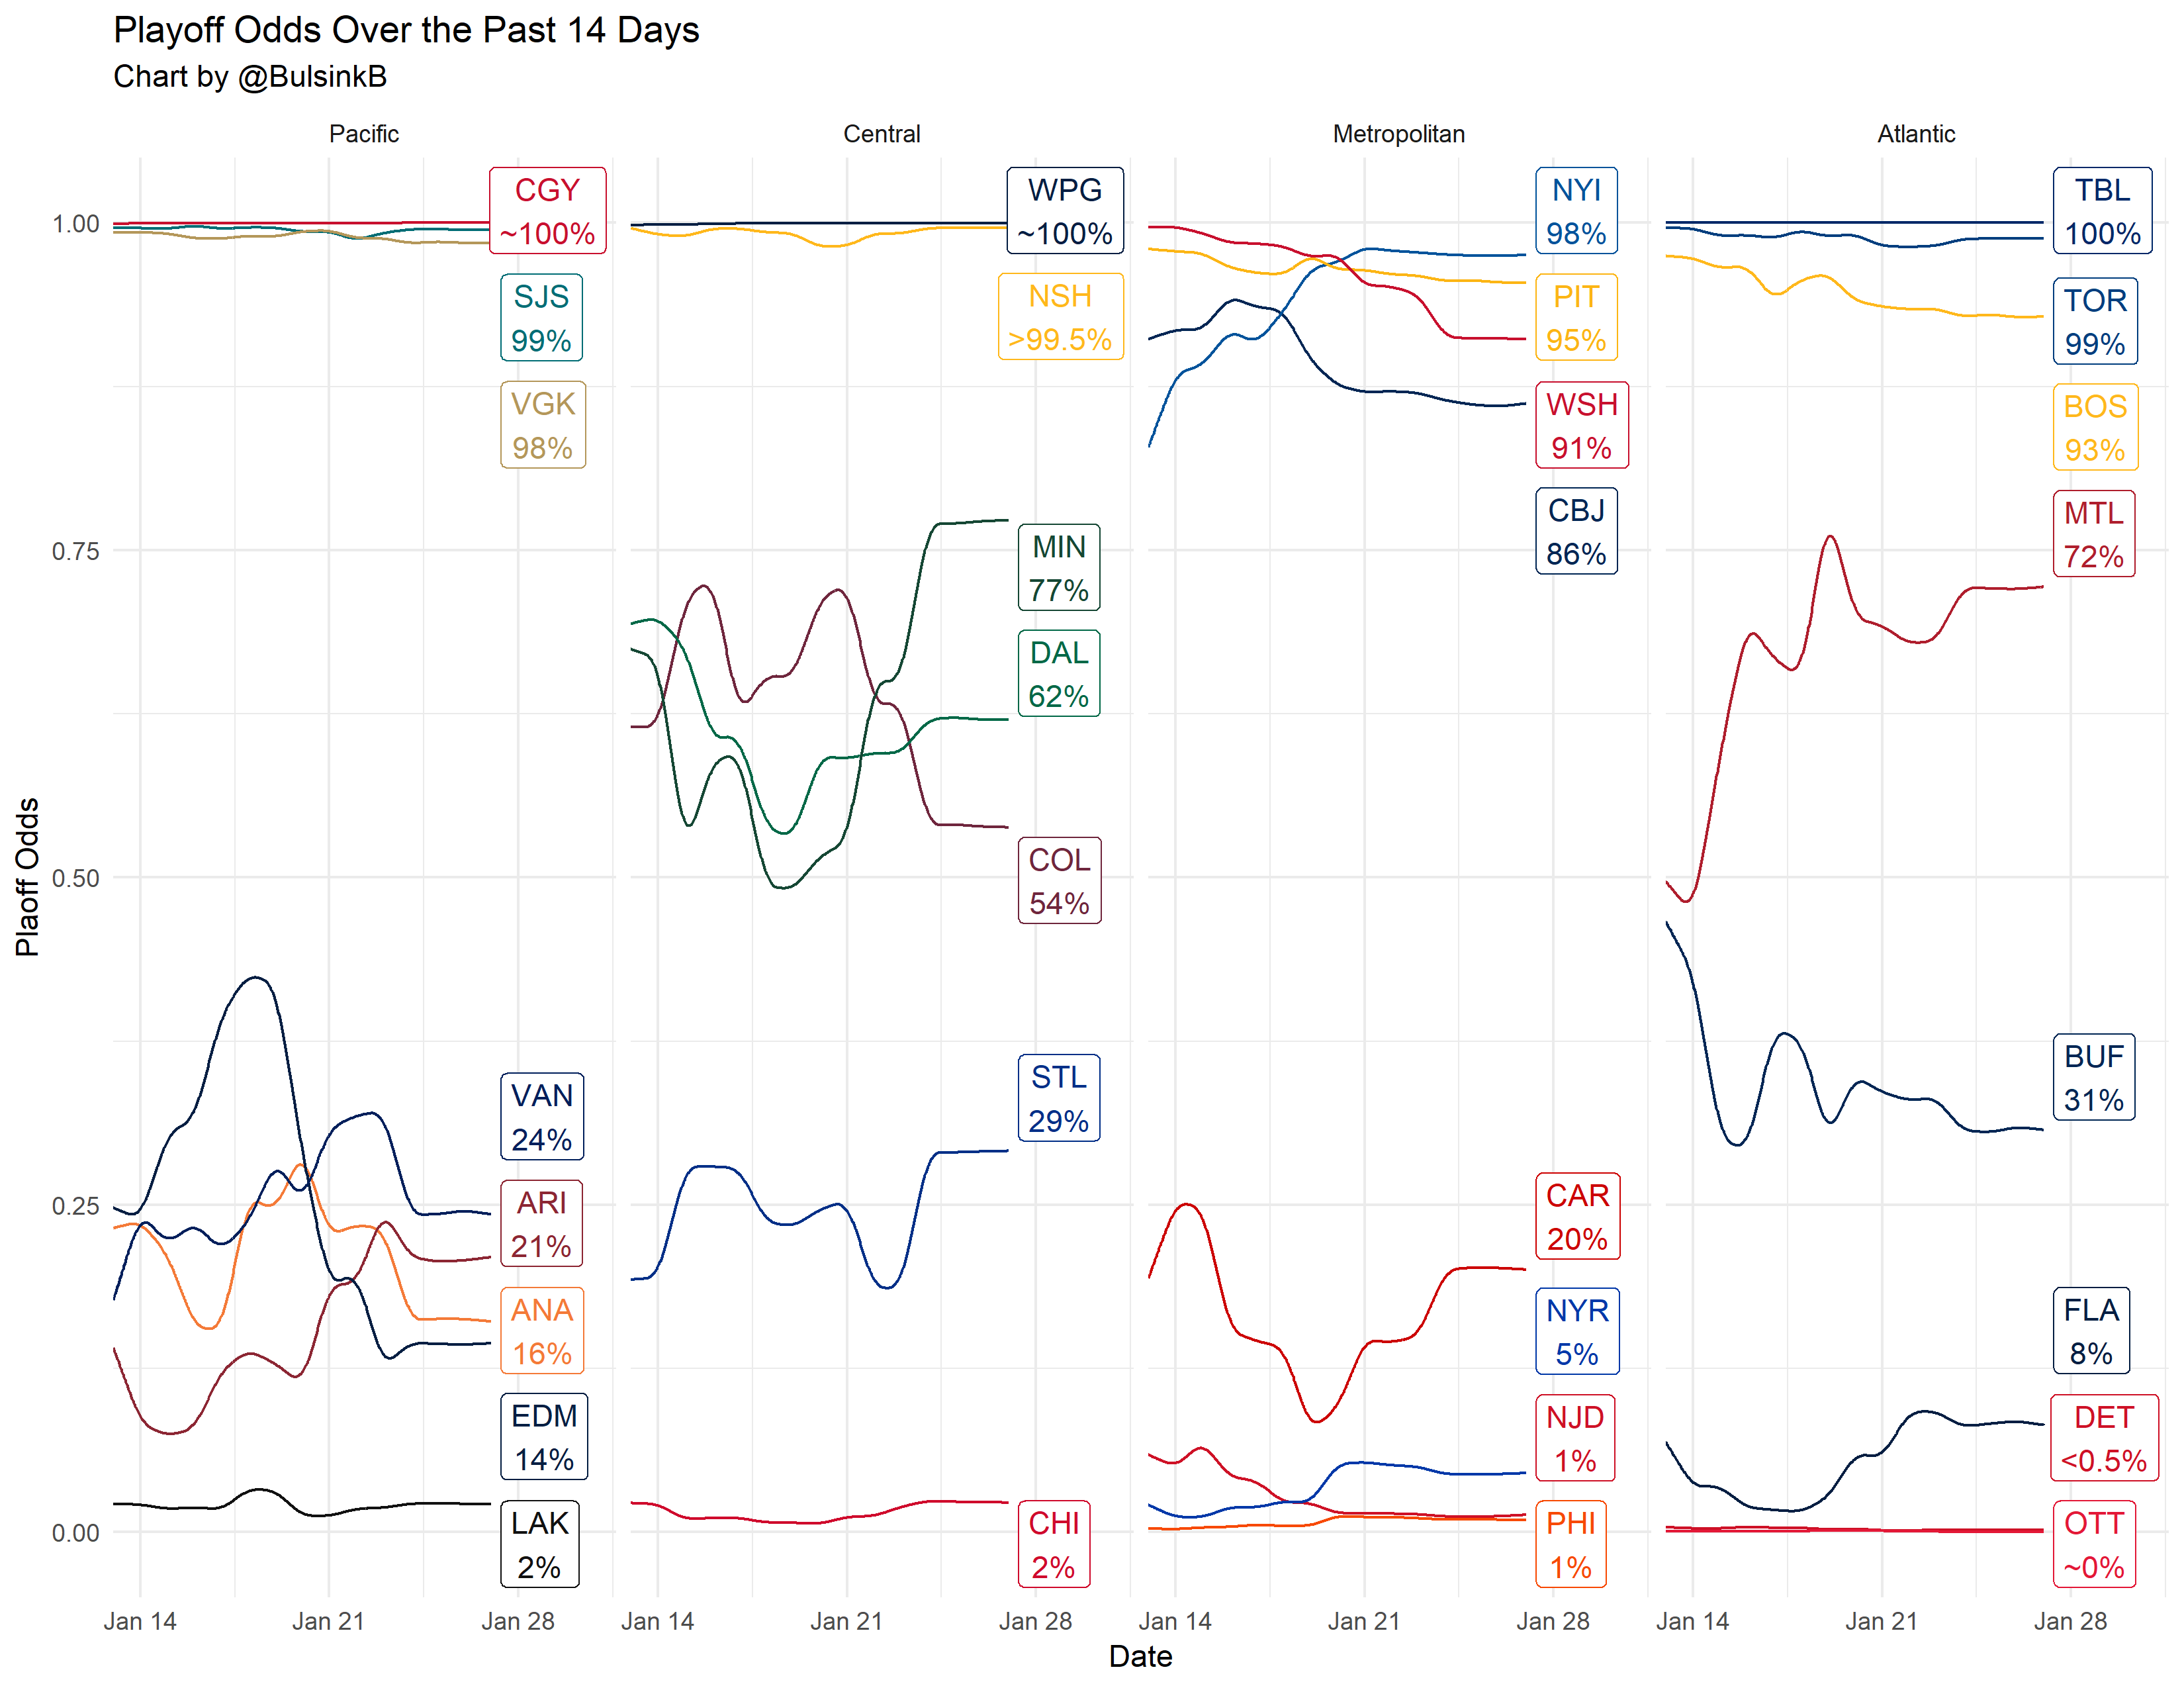 Playoff Odds Over the Past 14 Days
Chart by @BulsinkB
Pacific
Central
Metropolitan
Atlantic
Plaoff Odds
1.00
0.75
0.50
0.25
0.00
CGY
~100%
SJS
99%
VGK
98%
VAN
24%
ARI
21%
ANA
16%
EDM
14%
LAK
2%
WPG
~100%
NSH
>99.5%
MIN
77%
DAL
62%
COL
54%
STL
29%
CHI
2%
NYI
98%
PIT
95%
WSH
91%
CBJ
86%
CAR
20%
NYR
5%
NJD
1%
PHI
1%
TBL
100%
TOR
99%
BOS
93%
MTL
72%
BUF
31%
FLA
8%
DET
<0.5%
OTT
~0%
Jan 14 Jan 21 Jan 28 Jan 14 Jan 21 Jan 28 Jan 14 Jan 21 Jan 28 Jan 14 Jan 21 Jan 28
Date